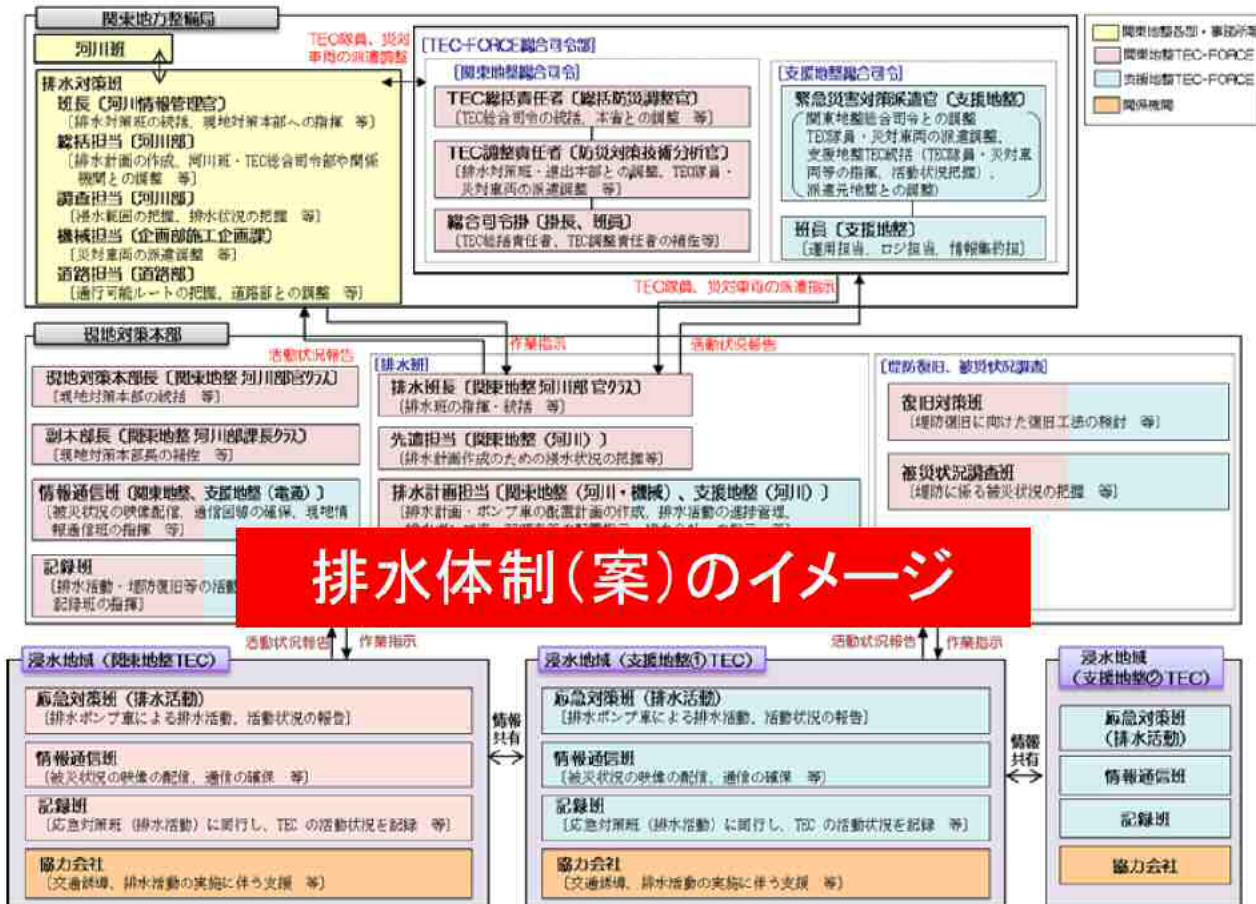 関東地方整備局
河川班
排水対策班
班長〔河川情報管理官〕
〔排水対策班の統括、現地対策本部への指揮　等〕
総括担当〔河川部〕
〔排水計画の作成、河川班・TEC総合司令部や関係
機関との調整　等〕
調査担当〔河川部〕
〔浸水範囲の把握、排水状況の把握　等〕
機械担当〔企画部施工企画課〕
〔災対車両の派遣調整　等〕
道路担当〔道路部〕
〔通行可能ルートの把握、道路部との調整　等〕
TEC隊員、災対
車両の派遣調整
[TEC-FORCE総合司令部]
[関東地整総合司令]
TEC総括責任者〔総括防災調整官〕
〔TEC総合司令の統括、本省との調整　等〕
TEC調整責任者〔防災対策技術分析官〕
〔排水対策班・進出本部との調整、TEC隊員・
災対車両の派遣調整　等〕
総合司令掛〔掛長、班員〕
〔TEC総括責任者、TEC調整責任者の補佐等〕
[支援地整総合司令]
緊急災害対策派遣官〔支援地整〕
関東地整総合司令との調整
TEC隊員・災対車両の派遣調整、
支援地整TEC統括（TEC隊員・災対車
両等の指揮、活動状況把握）、
派遣元地整との調整
班員〔支援地整〕
〔運用担当、ロジ担当、情報集約担〕
関東地整各部・事務所等
関東地整TEC-FORCE
支援地整TEC-FORCE
関係機関
TEC隊員、災対車両の派遣指示
現地対策本部
活動状況報告
作業指示
活動状況報告
現地対策本部長〔関東地整 河川部官クラス〕
〔現地対策本部の統括　等〕
副本部長〔関東地整 河川部課長クラス〕
〔現地対策本部長の補佐　等〕
情報通信班〔関東地整、支援地整（電通）〕
〔被災状況の映像配信、通信回線の確保、現地情
報通信班の指揮　等〕
記録班
〔排水活動・堤防復旧等の活動
記録班の指揮〕
[排水班]
排水班長〔関東地整 河川部 官クラス〕
〔排水班の指揮・統括　等〕
先遣担当〔関東地整（河川）〕
〔排水計画作成のための浸水状況の把握等〕
排水計画担当〔関東地整（河川・機械）、支援地整（河川）〕
〔排水計画・ポンプ車の配置計画の作成、排水活動の進捗管理、
[堤防復旧、被災状況調査]
復旧対策班
〔堤防復旧に向けた復旧工法の検討　等〕
被災状況調査班
〔堤防に係る被災状況の把握　等〕
排水体制（案）のイメージ
活動状況報告
作業指示
活動状況報告
作業指示
浸水地域（関東地整TEC）
応急対策班（排水活動）
〔排水ポンプ車による排水活動、活動状況の報告〕
情報通信班
〔被災状況の映像の配信、通信の確保　等〕
記録班
〔応急対策班（排水活動）に同行し、TEC の活動状況を記録　等〕
協力会社
〔交通誘導、排水活動の実施に伴う支援　等〕
情報
共有
浸水地域（支援地整①TEC）
応急対策班（排水活動）
〔排水ポンプ車による排水活動、活動状況の報告〕
情報通信班
〔被災状況の映像の配信、通信の確保　等〕
記録班
〔応急対策班（排水活動）に同行し、TEC の活動状況を記録　等〕
協力会社
〔交通誘導、排水活動の実施に伴う支援　等〕
情報
共有
浸水地域
（支援地整②TEC）
応急対策班
（排水活動）
情報通信班
記録班
協力会社